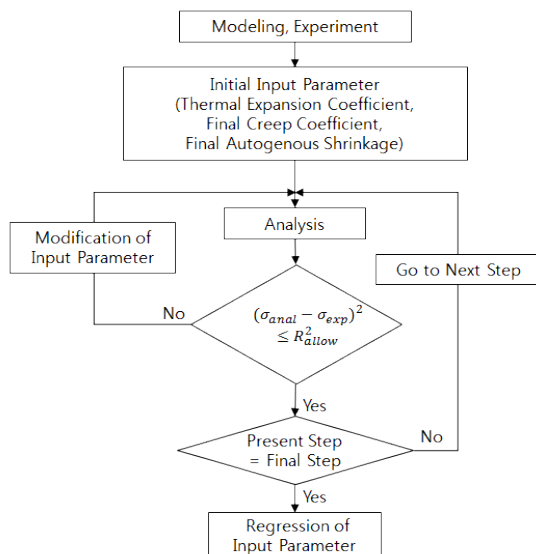 Modeling, Experiment
Initial Input Parameter
(Thermal Expansion Coefficient,
Final Creep Coefficient,
Final Autogenous Shrinkage)
Analysis
Modification of
Input Parameter
Go to Next Step
No
(σ_anal − σ_exp)²
≤ R²_allow
Yes
Present Step
= Final Step
No
Yes
Regression of
Input Parameter